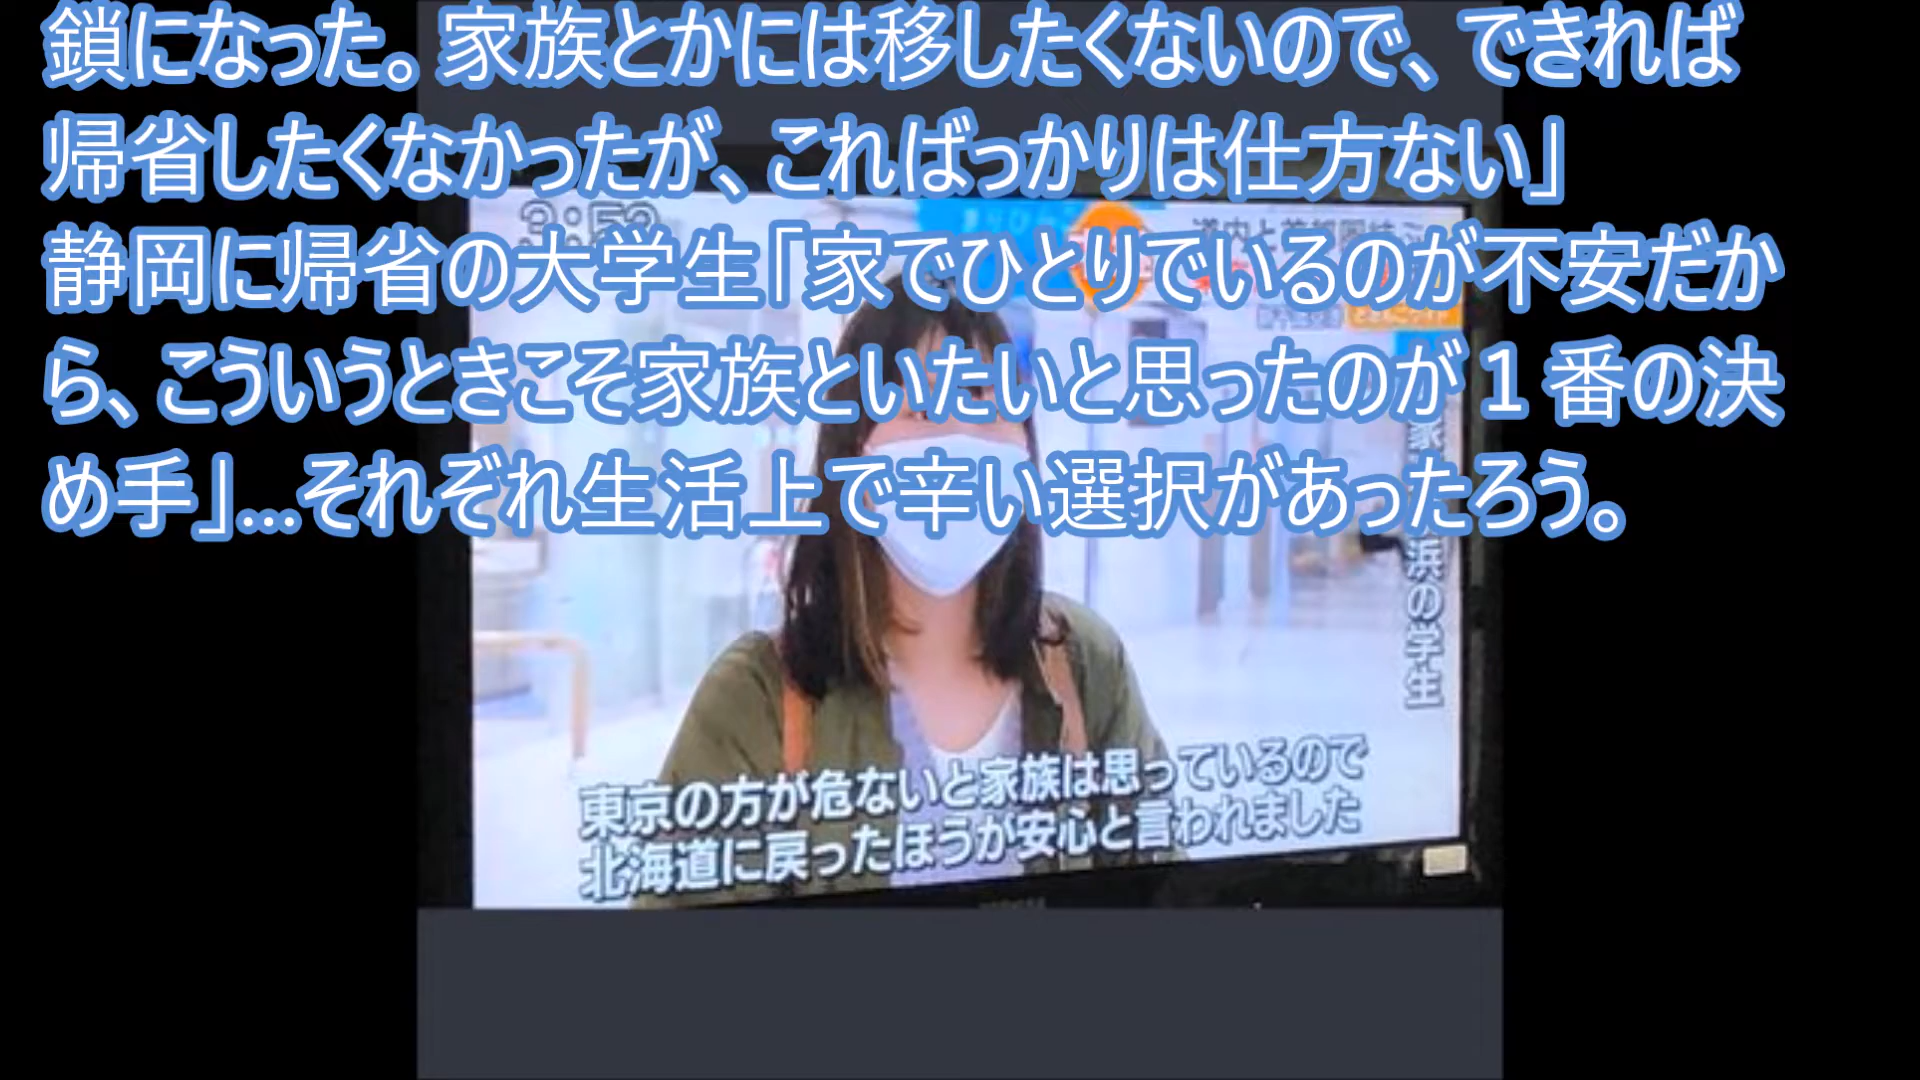 鎖になった。家族とかには移したくないので、できれば
帰省したくなかったが、こればっかりは仕方ない」
静岡に帰省の大学生「家でひとりでいるのが不安だか
ら、こういうときこそ家族といたいと思ったのが１番の決
め手」…それぞれ生活上で辛い選択があったろう。
3:53
浜の学生
東京の方が危ないと家族は思っているので
北海道に戻ったほうが安心と言われました